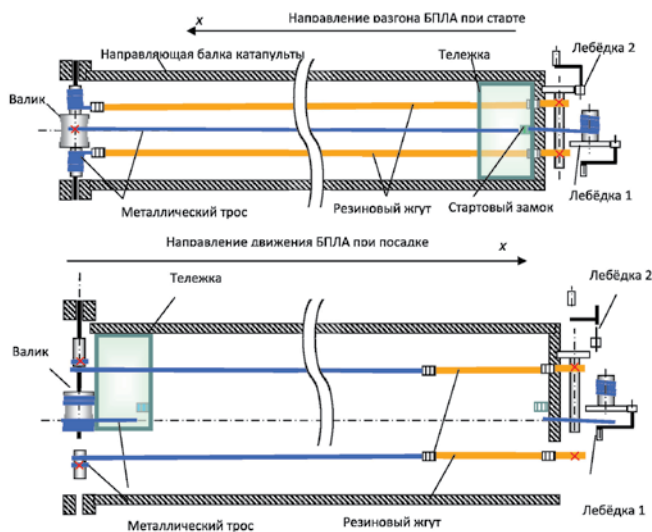 x
Направление разгона БПЛА при старте
Направляющая балка катапульты
Тележка
Лебёдка 2
Валик
Металлический трос
Резиновый жгут
Стартовый замок
Лебёдка 1
Направление движения БПЛА при посадке
x
Тележка
Лебёдка 2
Валик
Металлический трос
Резиновый жгут
Лебёдка 1